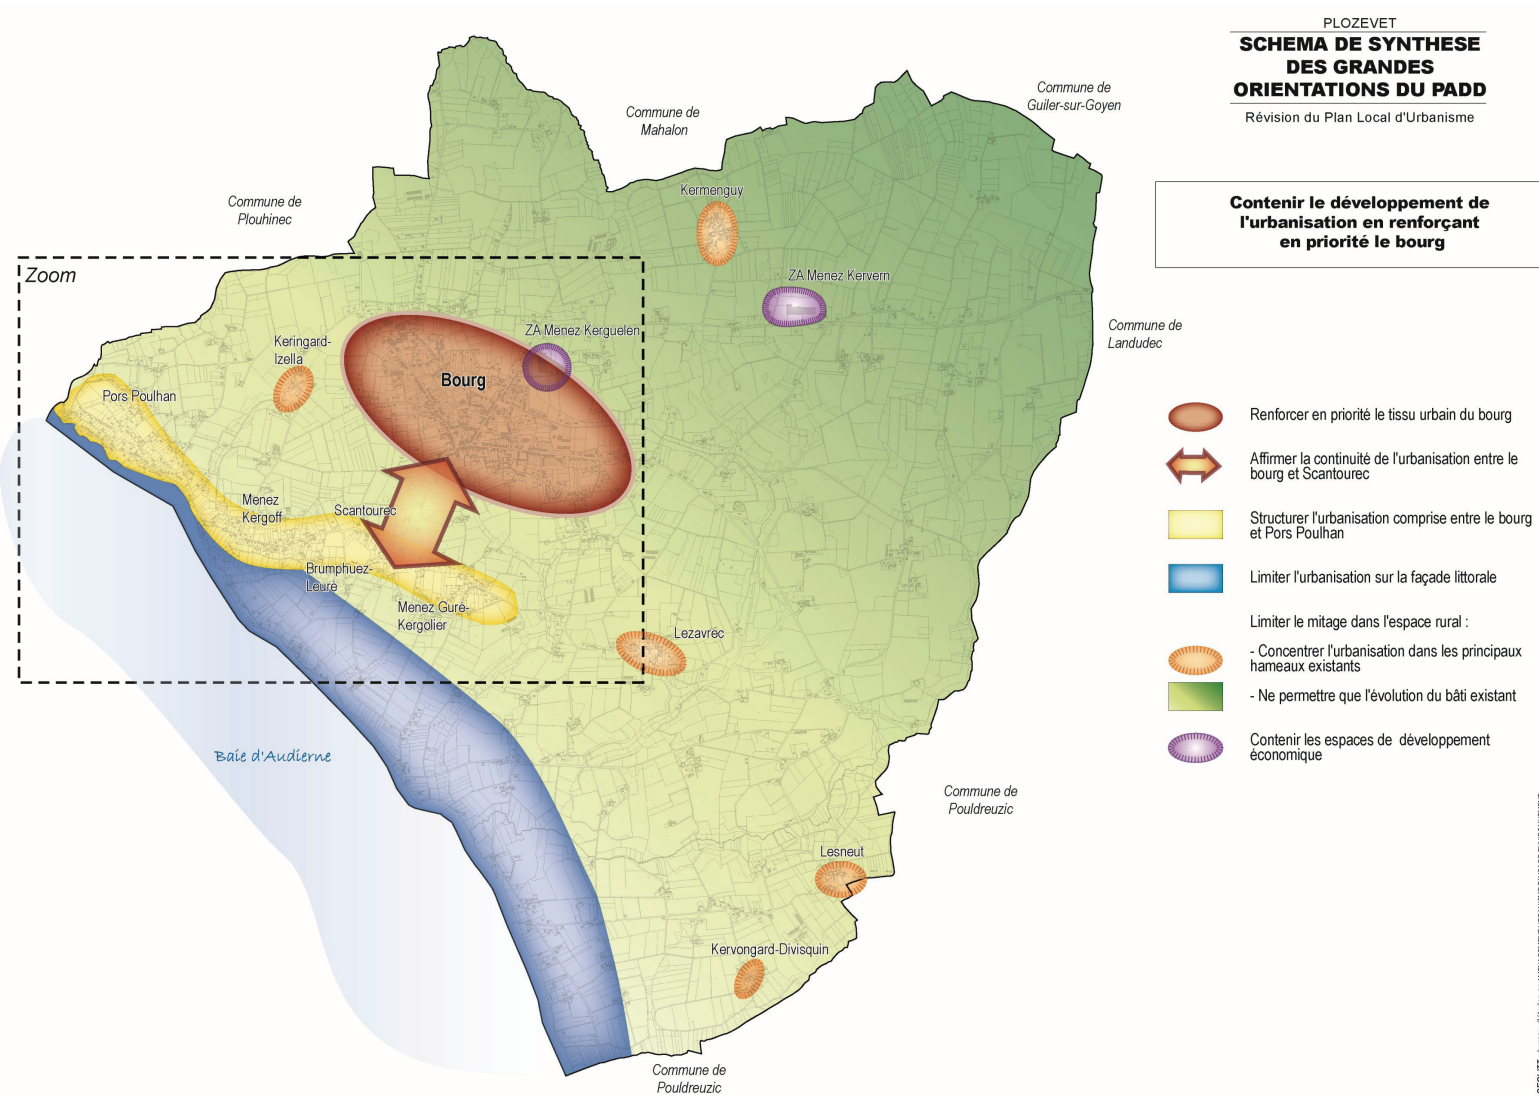 PLOZEVET
SCHEMA DE SYNTHESE
DES GRANDES
ORIENTATIONS DU PADD
Révision du Plan Local d'Urbanisme
Contenir le développement de
l'urbanisation en renforçant
en priorité le bourg
Commune de
Guiler-sur-Goyen
Commune de
Mahalon
Commune de
Plouhinec
Kermenguy
Zoom
ZA Menez Kervern
Commune de
Landudec
ZA Menez Kerguelen
Keringard-
Izella
Bourg
Pors Poulhan
Menez
Kergoff
Scantourec
Brumphuez-
Leuré
Menez Guré-
Kergolier
Lezavrec
Baie d'Audierne
Commune de
Pouldreuzic
Lesneut
Kervongard-Divisquin
Commune de
Pouldreuzic
Renforcer en priorité le tissu urbain du bourg
Affirmer la continuité de l'urbanisation entre le
bourg et Scantourec
Structurer l'urbanisation comprise entre le bourg
et Pors Poulhan
Limiter l'urbanisation sur la façade littorale
Limiter le mitage dans l'espace rural :
- Concentrer l'urbanisation dans les principaux
hameaux existants
- Ne permettre que l'évolution du bâti existant
Contenir les espaces de développement
économique